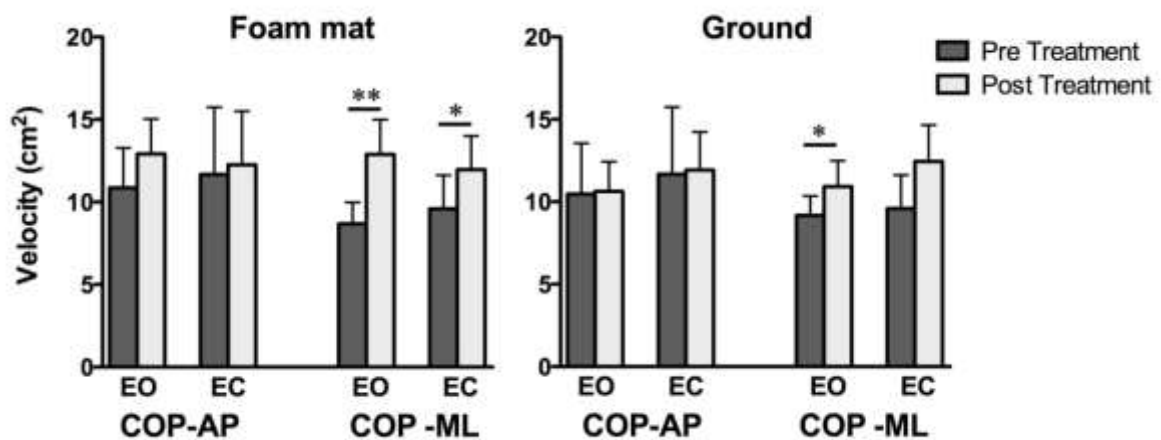 Foam mat
Ground
Pre Treatment
Post Treatment
Velocity (cm²)
20
15
10
5
0
**
*
EO EC EO EC
COP-AP COP -ML
20
15
10
5
0
*
EO EC EO EC
COP-AP COP -ML